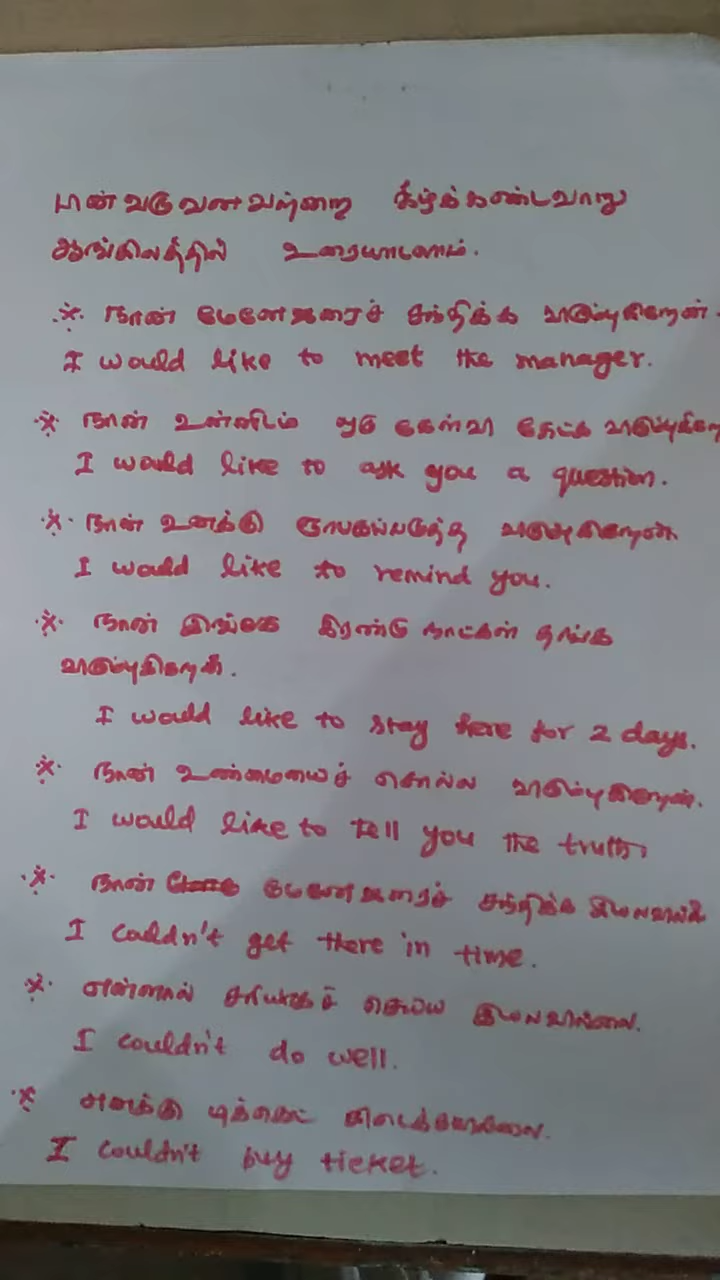 பின்வருவனவற்றை கீழ்க்கண்டவாறு
ஆங்கிலத்தில் உரையாடலாம்.
நான் மேனேஜரைச் சந்திக்க விரும்புகிறேன்.
I would like to meet the manager.
நான் உன்னிடம் ஒரு கேள்வி கேட்க
I would like to ask you a question.
நான் உனக்கு ஞாபகப்படுத்த விரும்புகிறேன்
I would like to remind you.
நான் இங்கே இரண்டு நாட்கள் தங்க
விரும்புகிறேன்.
I would like to stay here for 2 days.
நான் உண்மையைச் சொல்ல விரும்புகிறேன்.
I would like to tell you the truth
நான் மேனேஜரைச் சந்திக்க
I couldn't get there in time.
என்னால் சரியாகச் செய்ய இயலவில்லை.
I couldn't do well.
எனக்கு டிக்கெட் கிடைக்கவில்லை.
I couldn't buy ticket.